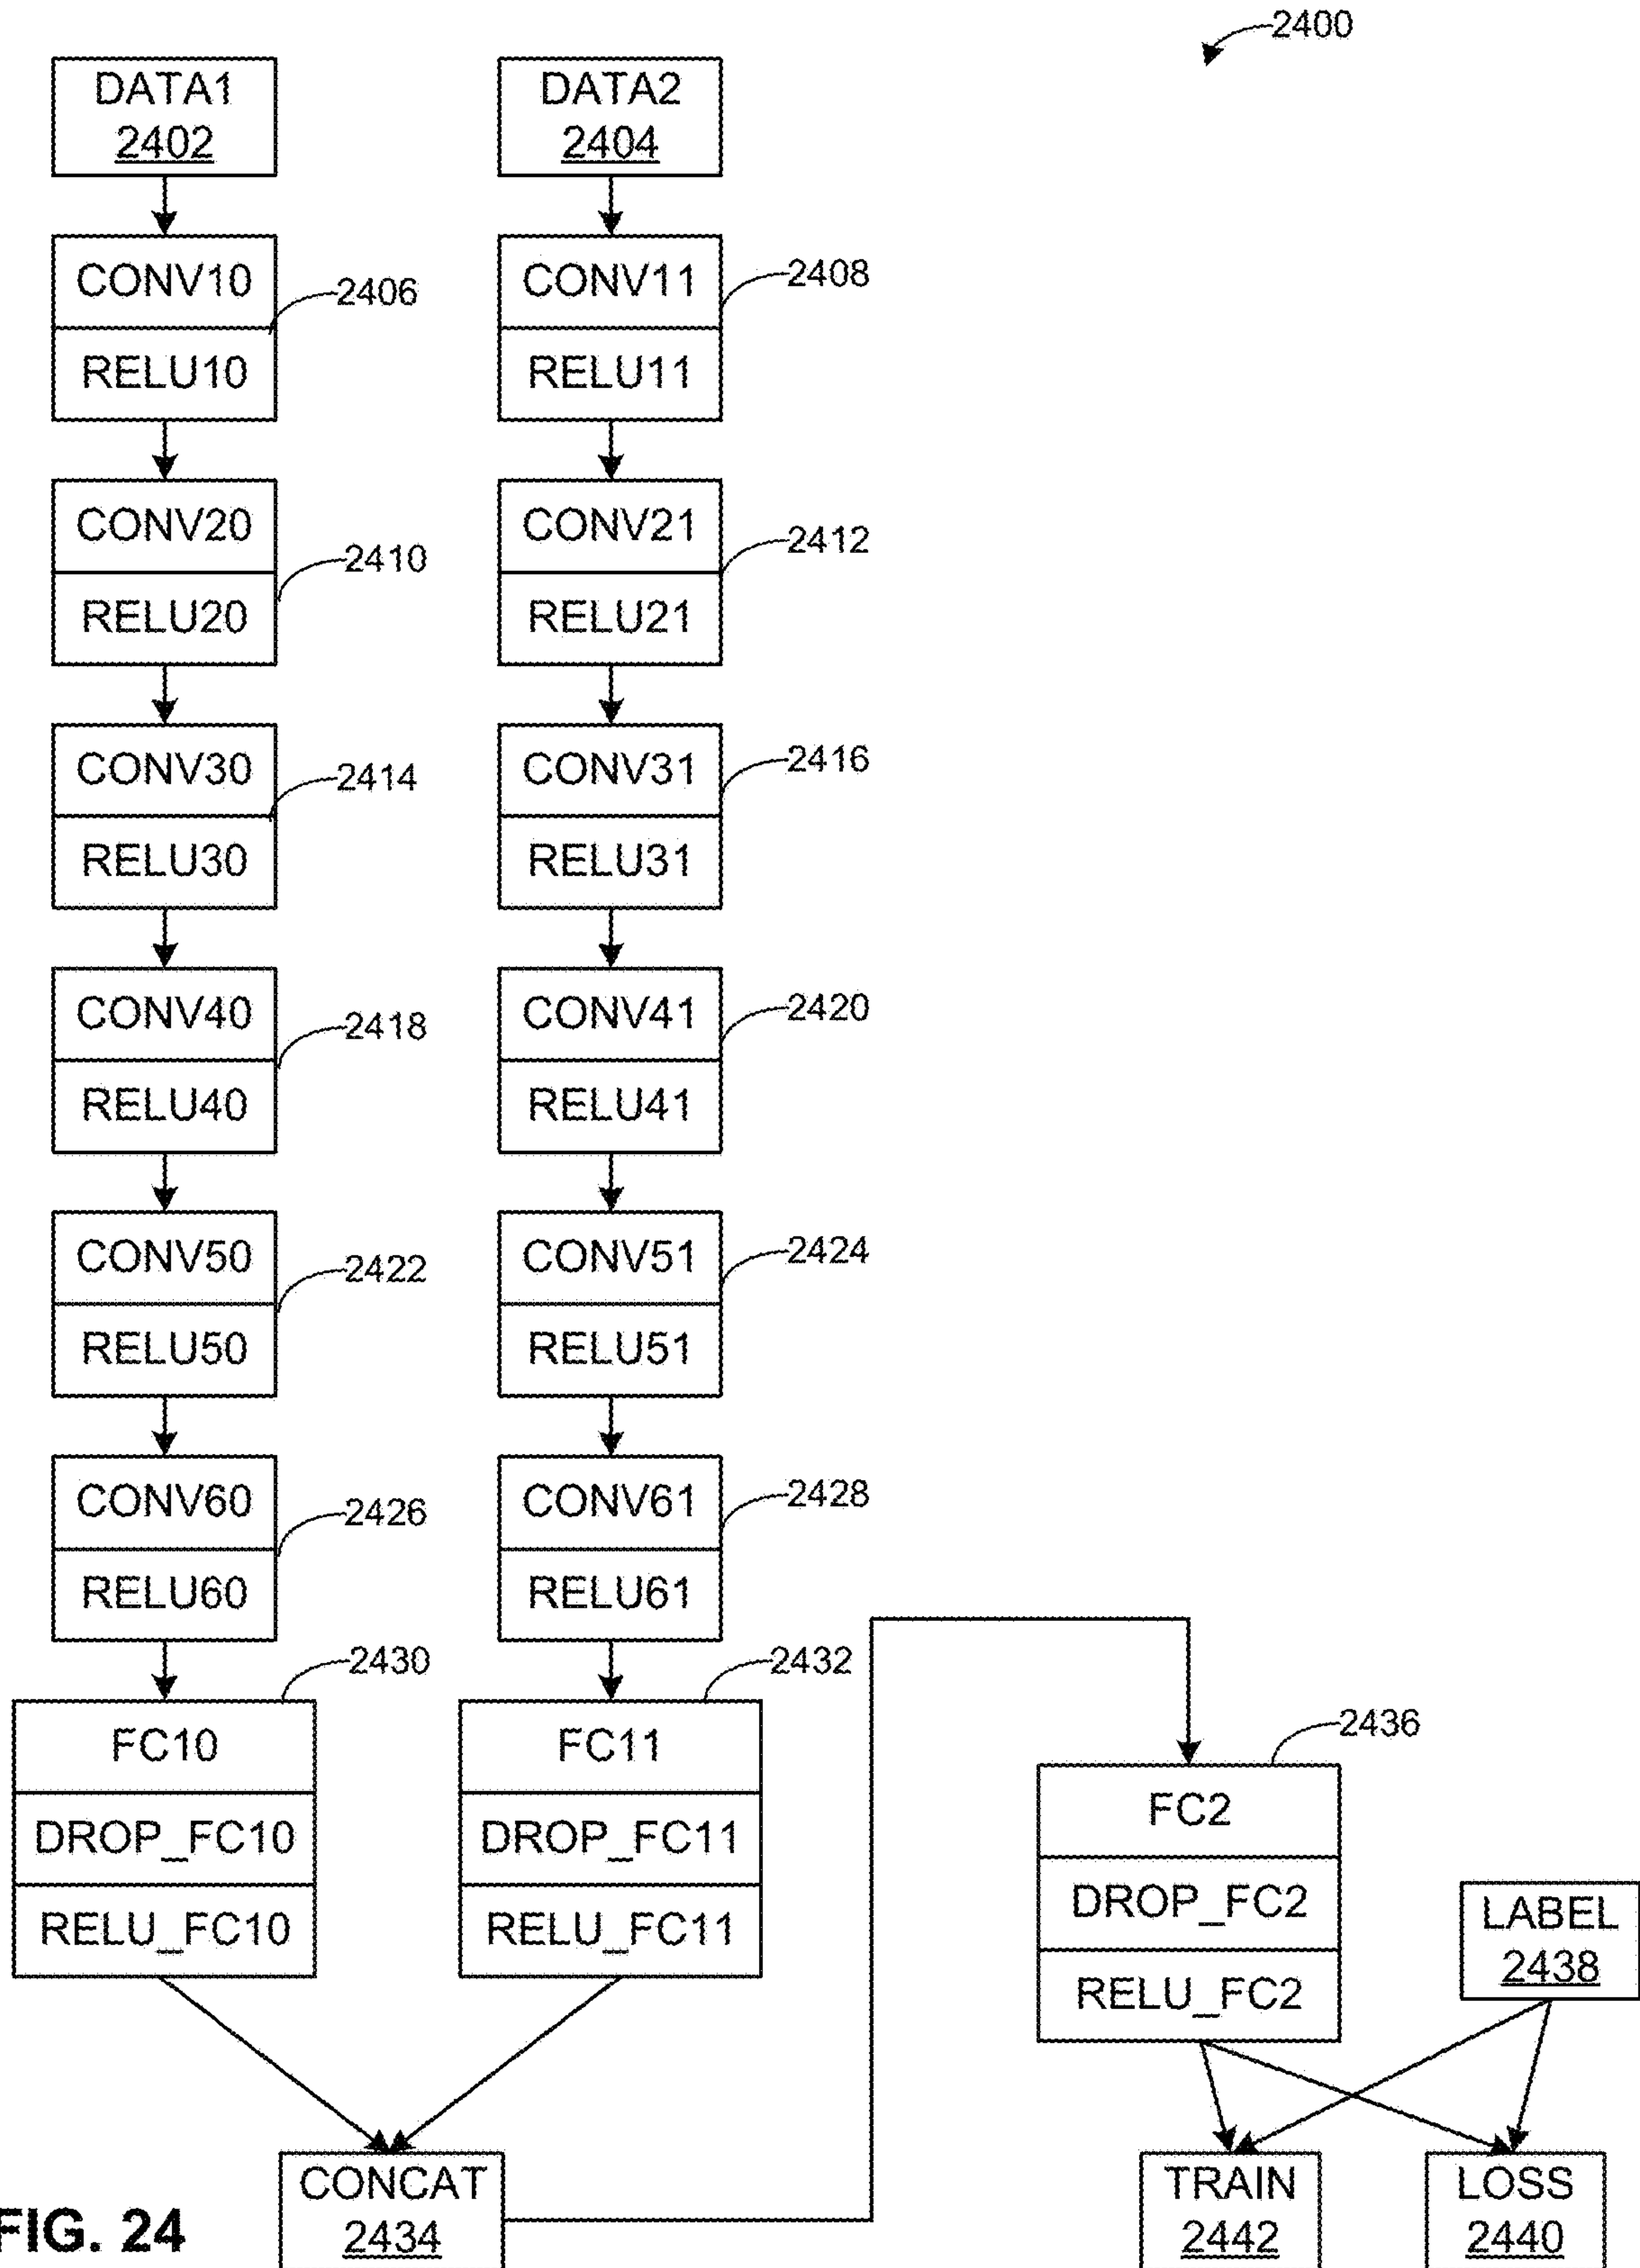 2400
DATA1
2402
DATA2
2404
CONV10
RELU10
2406
CONV11
RELU11
2408
CONV20
RELU20
2410
CONV21
RELU21
2412
CONV30
RELU30
2414
CONV31
RELU31
2416
CONV40
RELU40
2418
CONV41
RELU41
2420
CONV50
RELU50
2422
CONV51
RELU51
2424
CONV60
RELU60
2426
CONV61
RELU61
2428
2430
FC10
DROP_FC10
RELU_FC10
2432
FC11
DROP_FC11
RELU_FC11
2436
FC2
DROP_FC2
RELU_FC2
LABEL
2438
CONCAT
2434
TRAIN
2442
LOSS
2440
FIG. 24